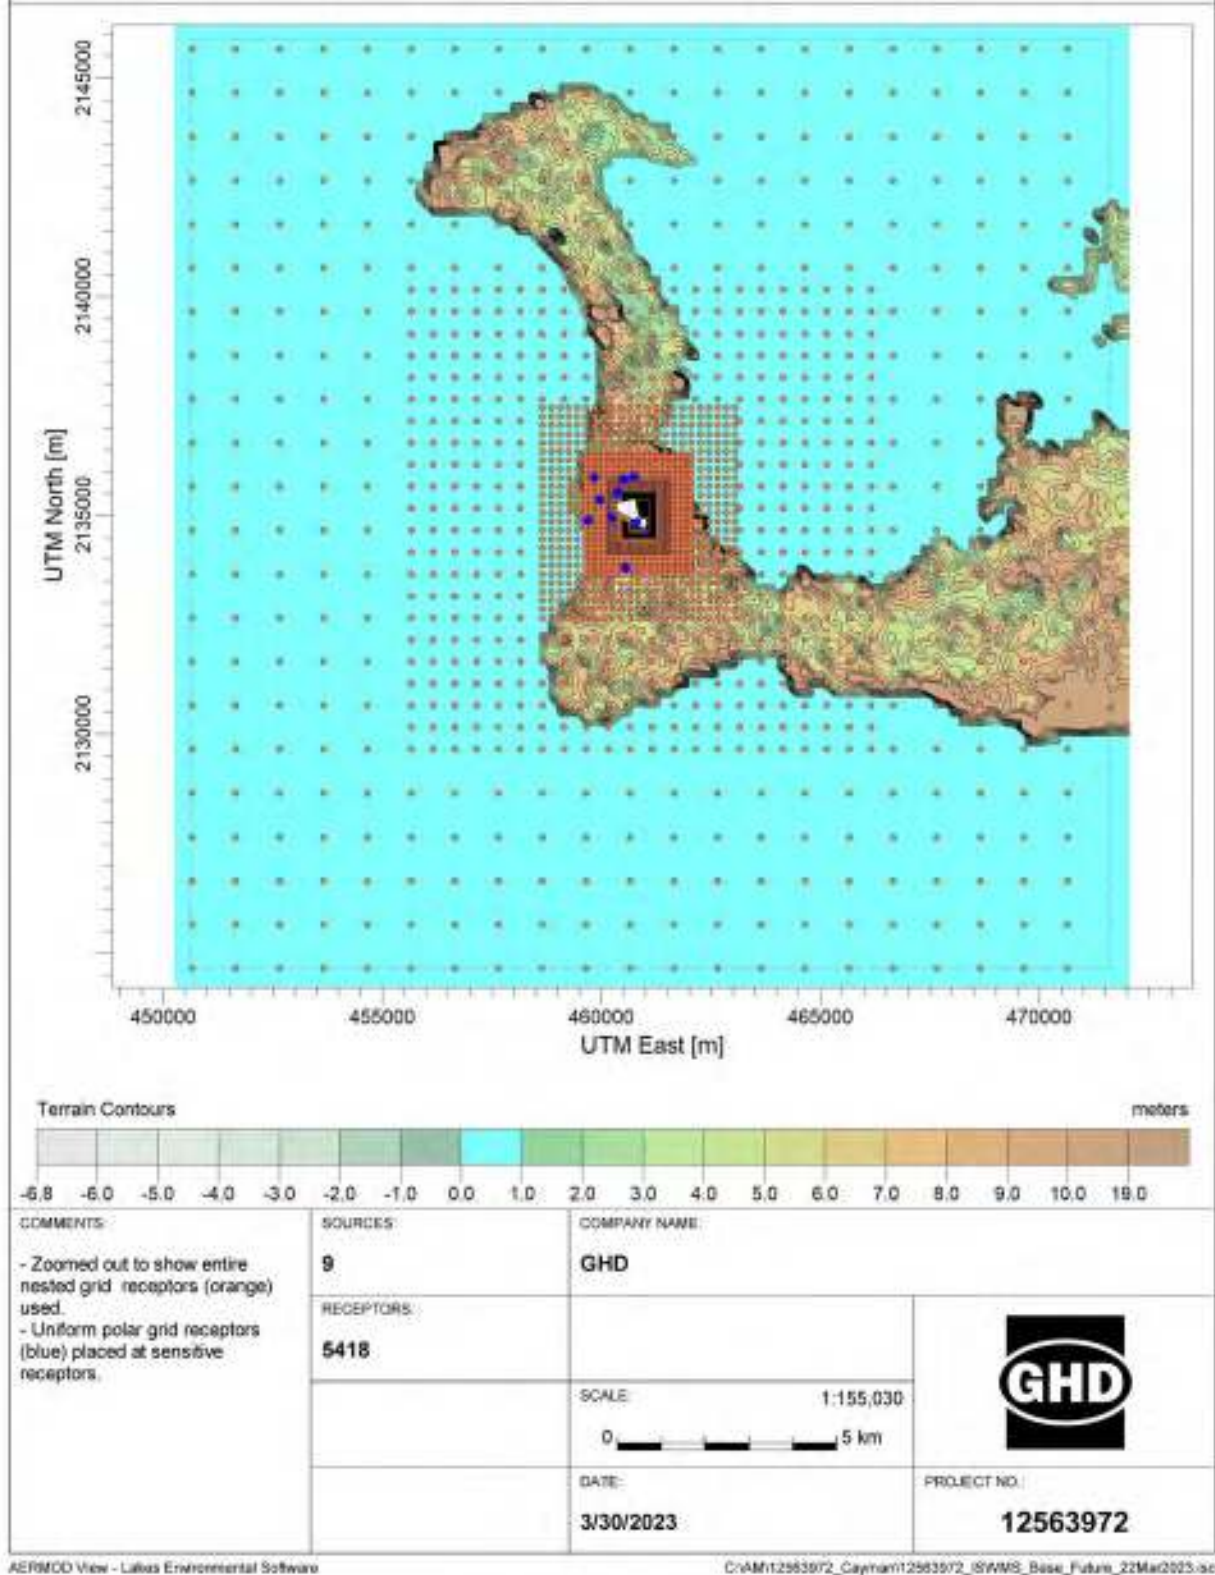 2145000
2140000
2135000
2130000
UTM North [m]
450000 455000 460000 465000 470000
UTM East [m]
Terrain Contours meters
-6.8 -6.0 -5.0 -4.0 -3.0 -2.0 -1.0 0.0 1.0 2.0 3.0 4.0 5.0 6.0 7.0 8.0 9.0 10.0 19.0
COMMENTS:
- Zoomed out to show entire
nested grid receptors (orange)
used.
- Uniform polar grid receptors
(blue) placed at sensitive
receptors.
SOURCES:
9
RECEPTORS:
5418
COMPANY NAME:
GHD
SCALE: 1:155,030
0 5 km
DATE:
3/30/2023
GHD
PROJECT NO.:
12563972
AERMOD View - Lakes Environmental Software
C:\AM\12563972_Cayman\12563972_ISWMS_Base_Future_22Mar2023.isc